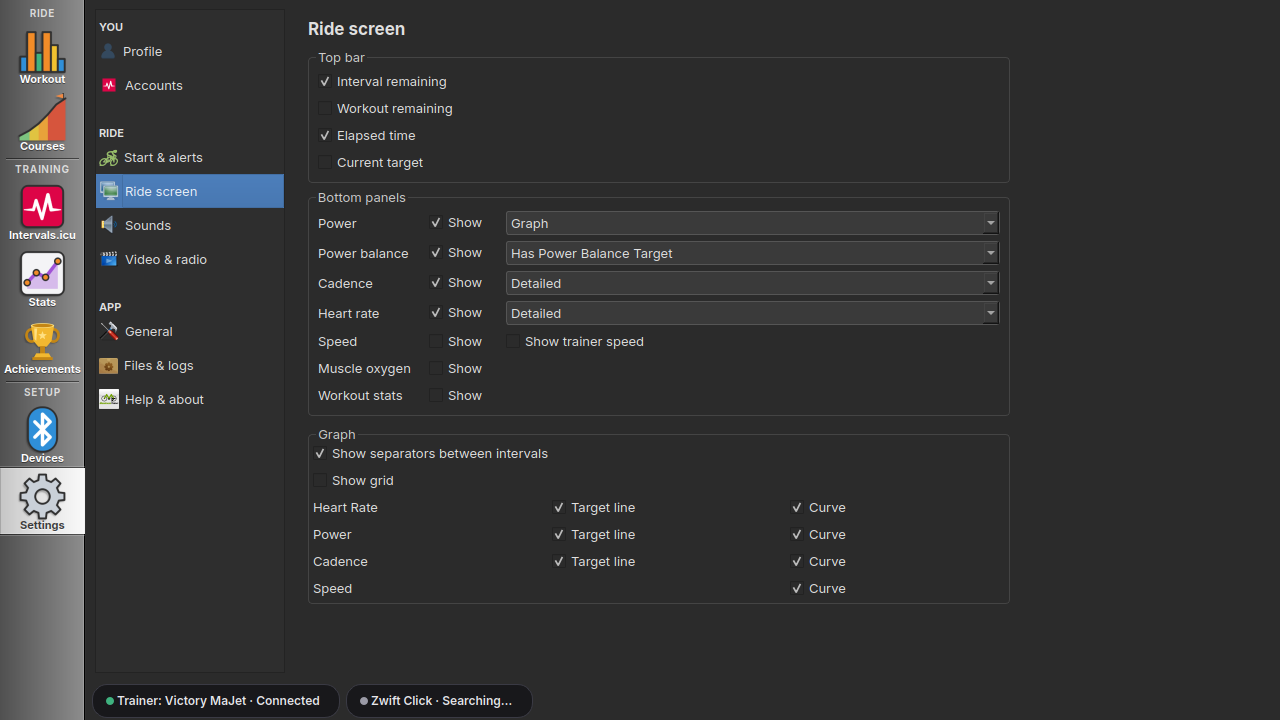 RIDE
Workout
Courses
TRAINING
Intervals.icu
Stats
Achievements
SETUP
Devices
Settings
YOU
Profile
Accounts
RIDE
Start & alerts
Ride screen
Sounds
Video & radio
APP
General
Files & logs
Help & about
Ride screen
Top bar
Interval remaining
Workout remaining
Elapsed time
Current target
Bottom panels
Power Show Graph
Power balance Show Has Power Balance Target
Cadence Show Detailed
Heart rate Show Detailed
Speed Show Show trainer speed
Muscle oxygen Show
Workout stats Show
Graph
Show separators between intervals
Show grid
Heart Rate Target line Curve
Power Target line Curve
Cadence Target line Curve
Speed Curve
Trainer: Victory MaJet · Connected
Zwift Click · Searching...